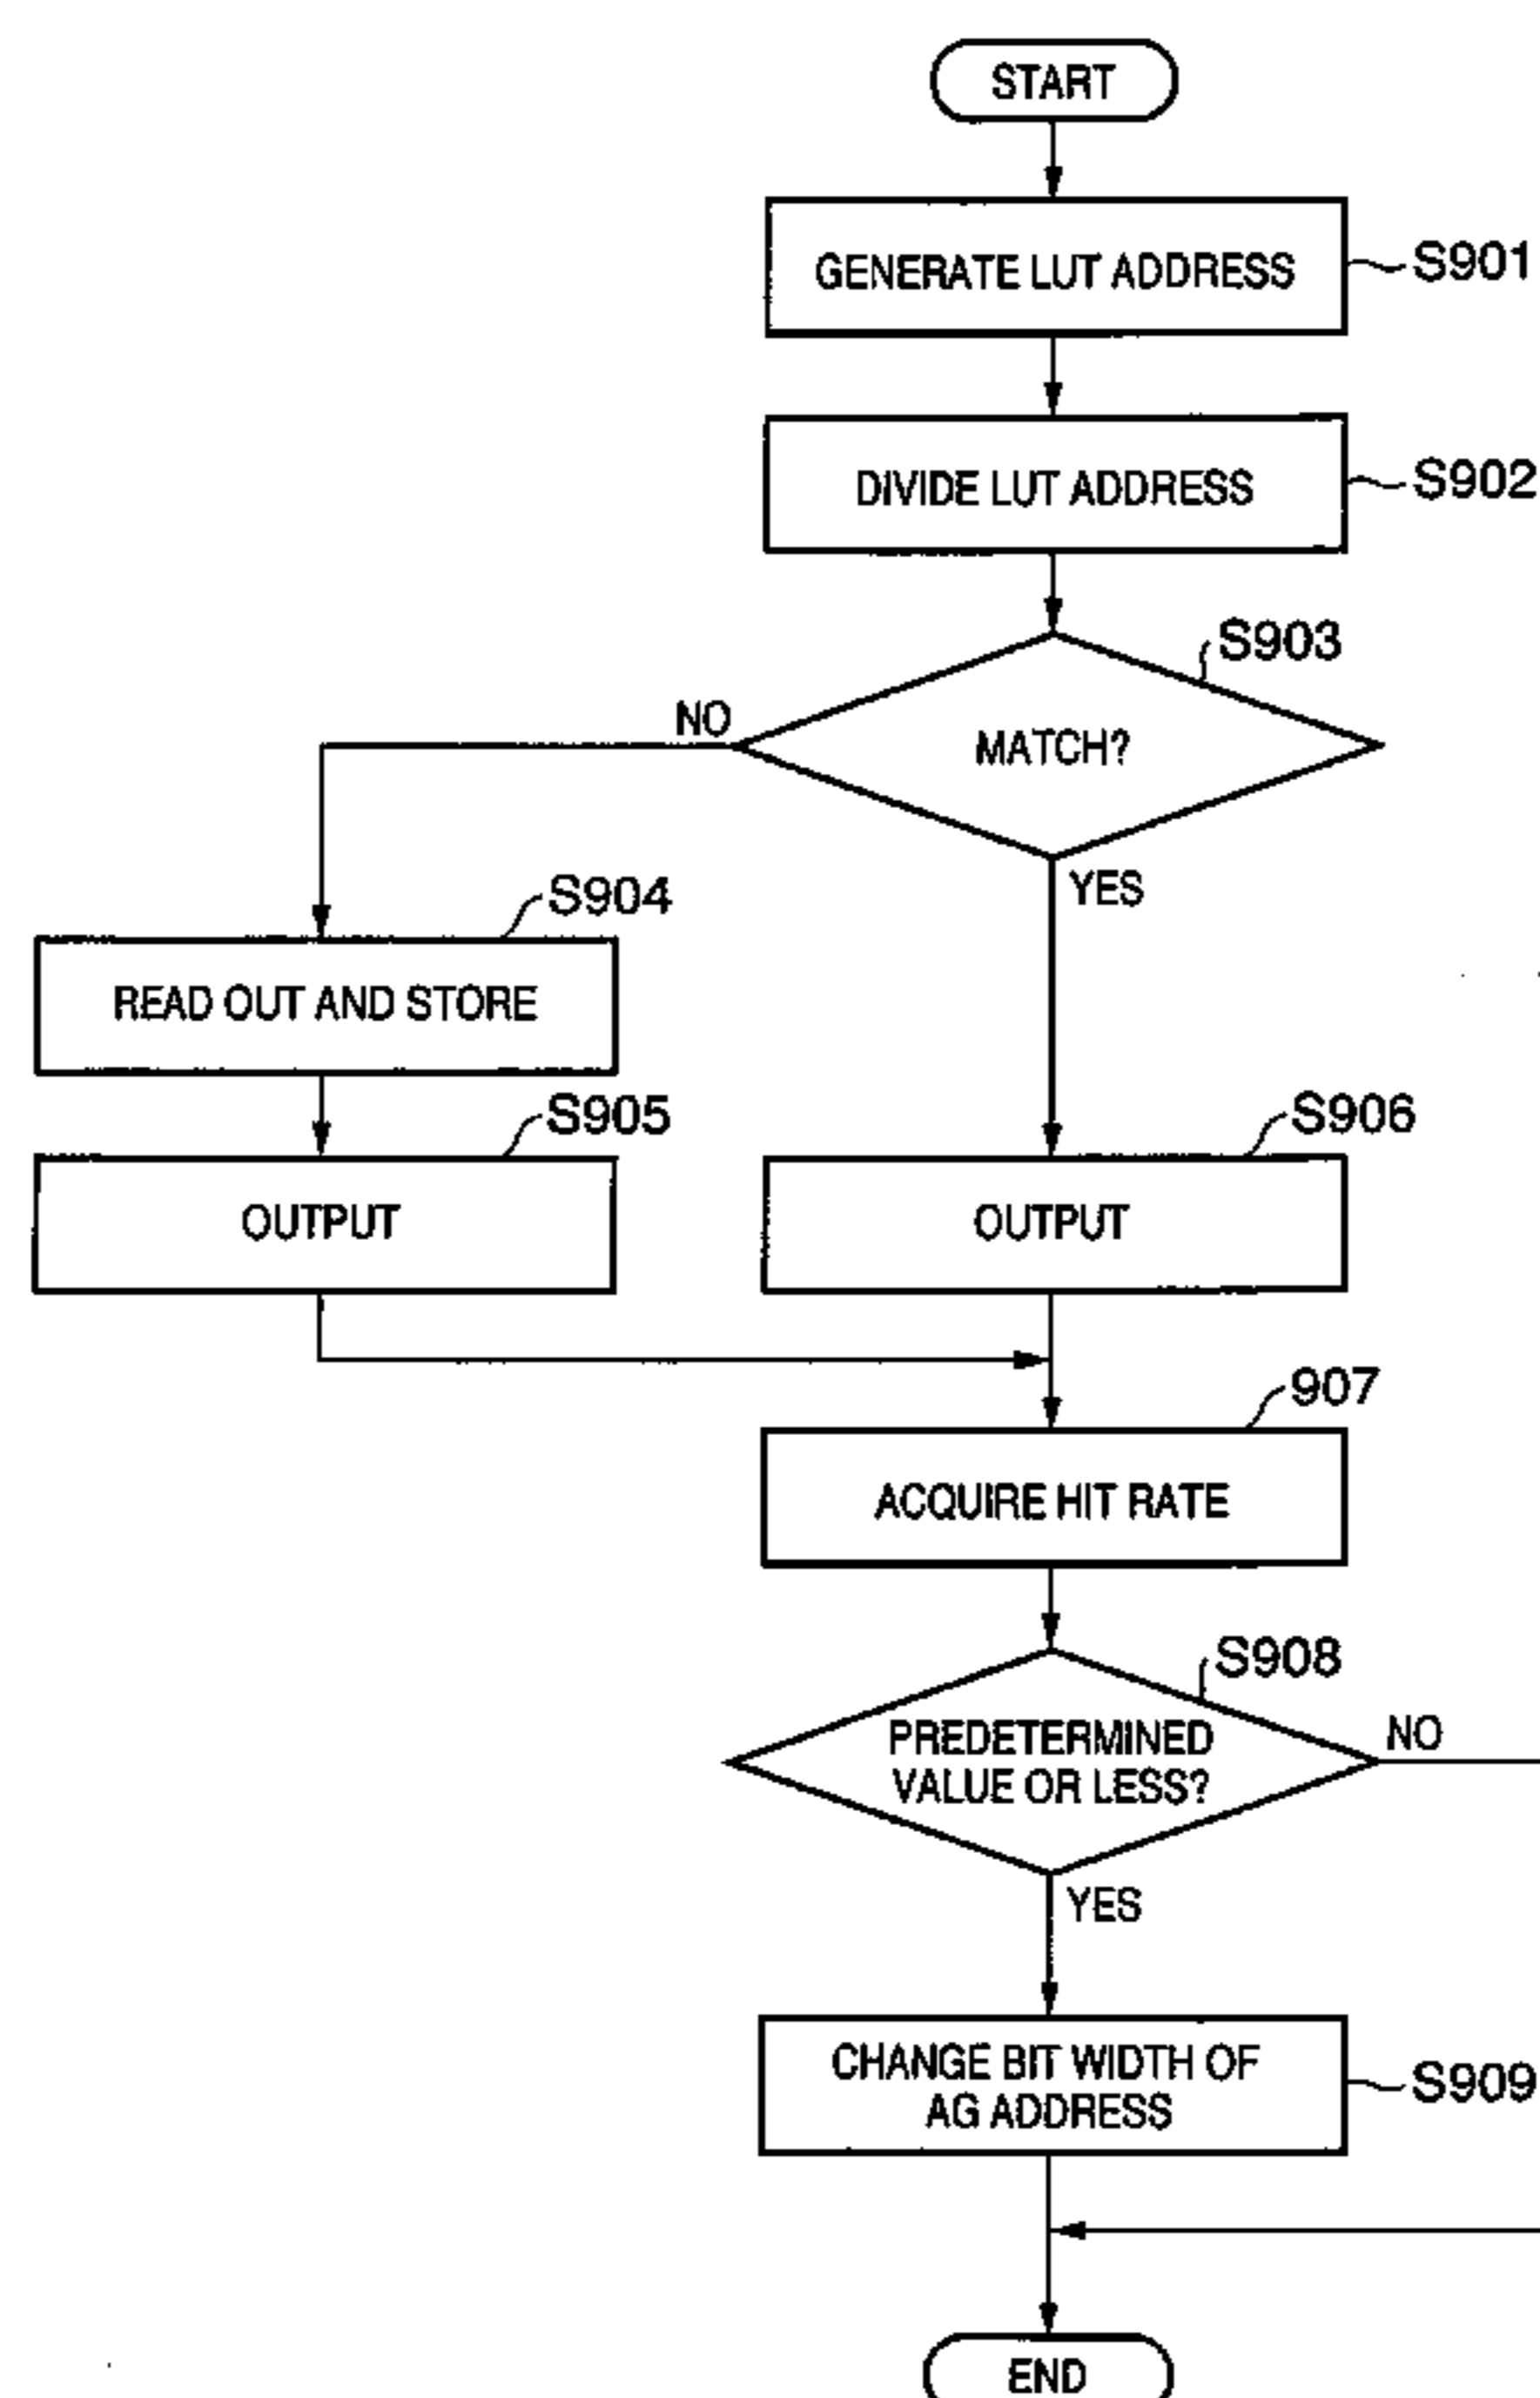 START
GENERATE LUT ADDRESS
S901
DIVIDE LUT ADDRESS
S902
S903
NO
MATCH?
YES
S904
READ OUT AND STORE
S905
S906
OUTPUT
OUTPUT
907
ACQUIRE HIT RATE
S908
PREDETERMINED
VALUE OR LESS?
NO
YES
CHANGE BIT WIDTH OF
AG ADDRESS
S909
END